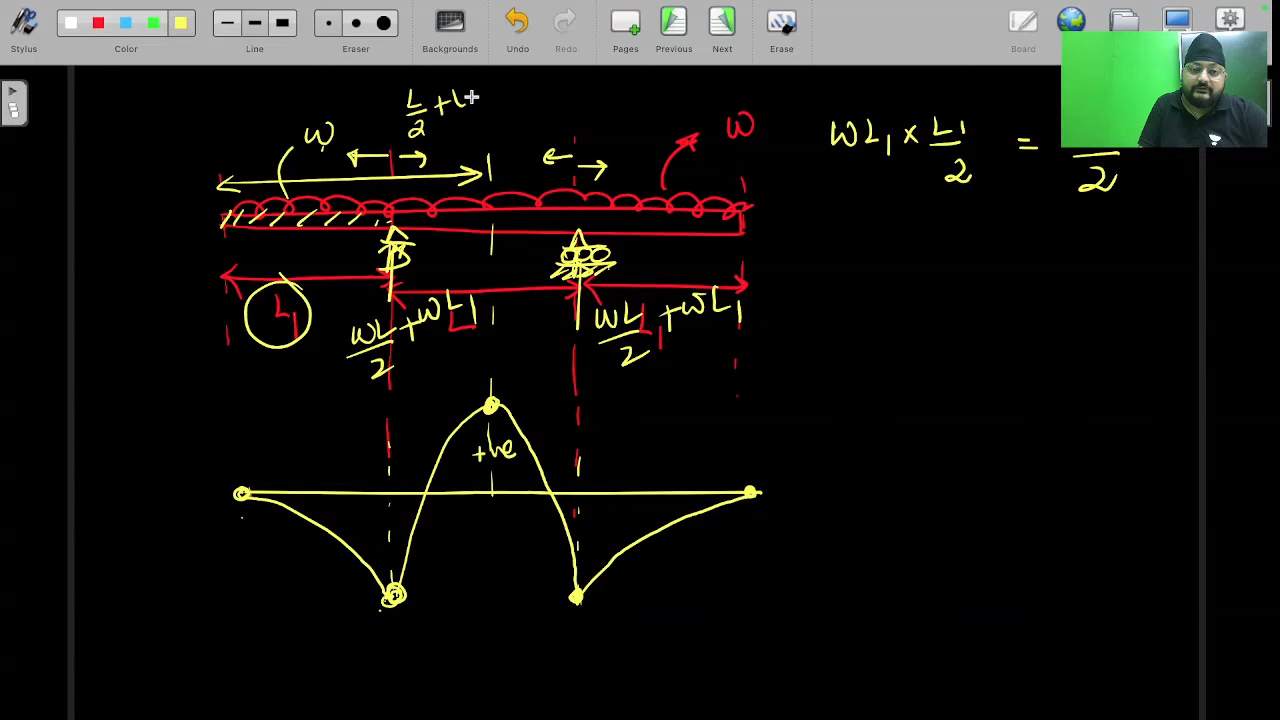 Stylus Color Line Eraser Backgrounds Undo Redo Pages Previous Next Erase Board
L/2 + L
W
W
WL₁ × L₁/2 = /2
L₁
WL/2 + WL₁
L
WL/2 + WL₁
L₁
+ve